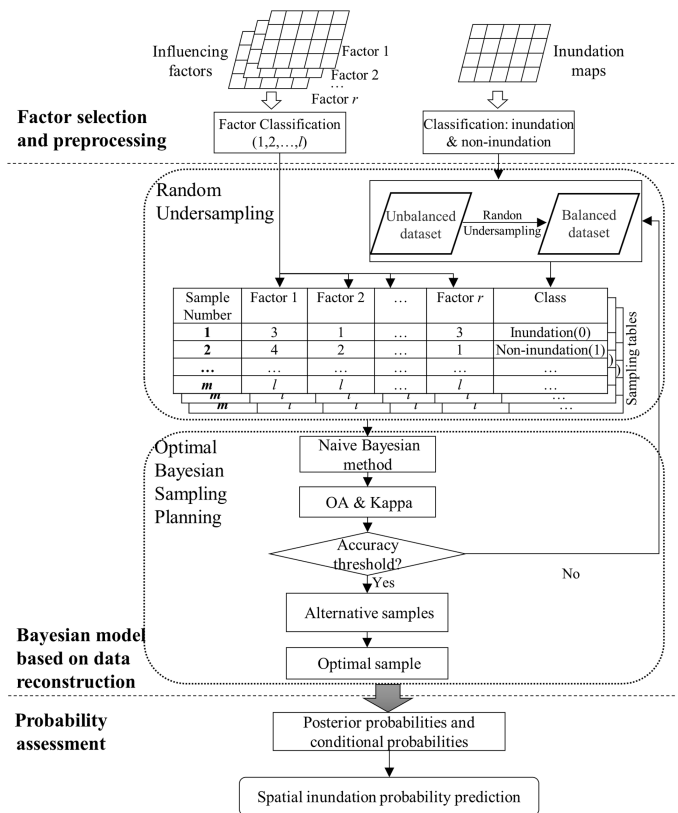 Influencing
factors
Factor 1
Factor 2
…
Factor r
Inundation
maps
Factor selection
and preprocessing
Factor Classification
(1,2,…,l)
Classification: inundation
& non-inundation
Random
Undersampling
Unbalanced
dataset
Randon
Undersampling
Balanced
dataset
Sample
Number Factor 1 Factor 2 … Factor r Class
1 3 1 … 3 Inundation(0)
2 4 2 … 1 Non-inundation(1)
… … … … … …
m l l … l …
m l l l l …
m l l l l …
)
)
Sampling tables
Optimal
Bayesian
Sampling
Planning
Naive Bayesian
method
OA & Kappa
Accuracy
threshold?
No
Yes
Alternative samples
Optimal sample
Bayesian model
based on data
reconstruction
Probability
assessment
Posterior probabilities and
conditional probabilities
Spatial inundation probability prediction